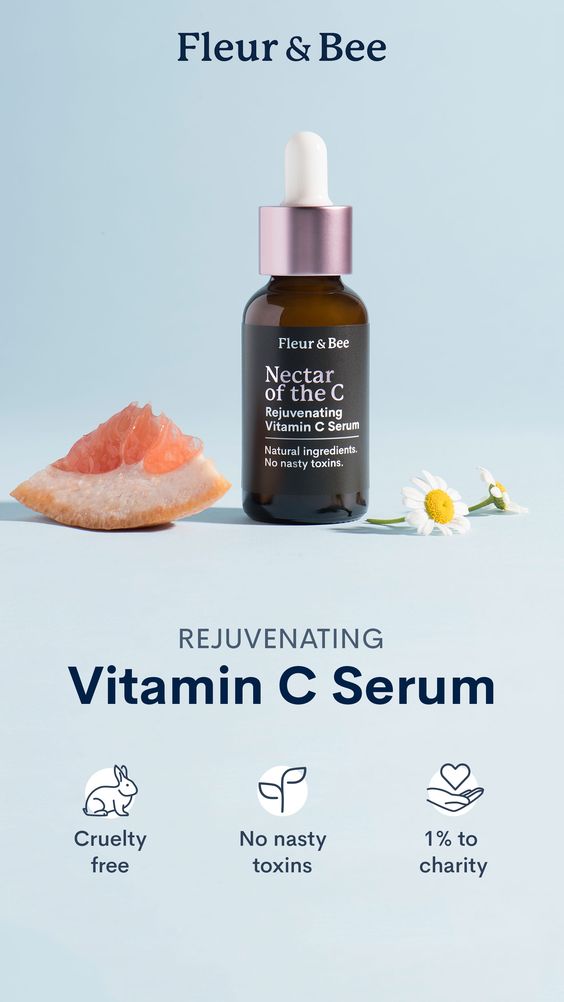 Fleur & Bee
Fleur & Bee
Nectar
of the C
Rejuvenating
Vitamin C Serum
Natural ingredients.
No nasty toxins.
REJUVENATING
Vitamin C Serum
Cruelty
free
No nasty
toxins
1% to
charity